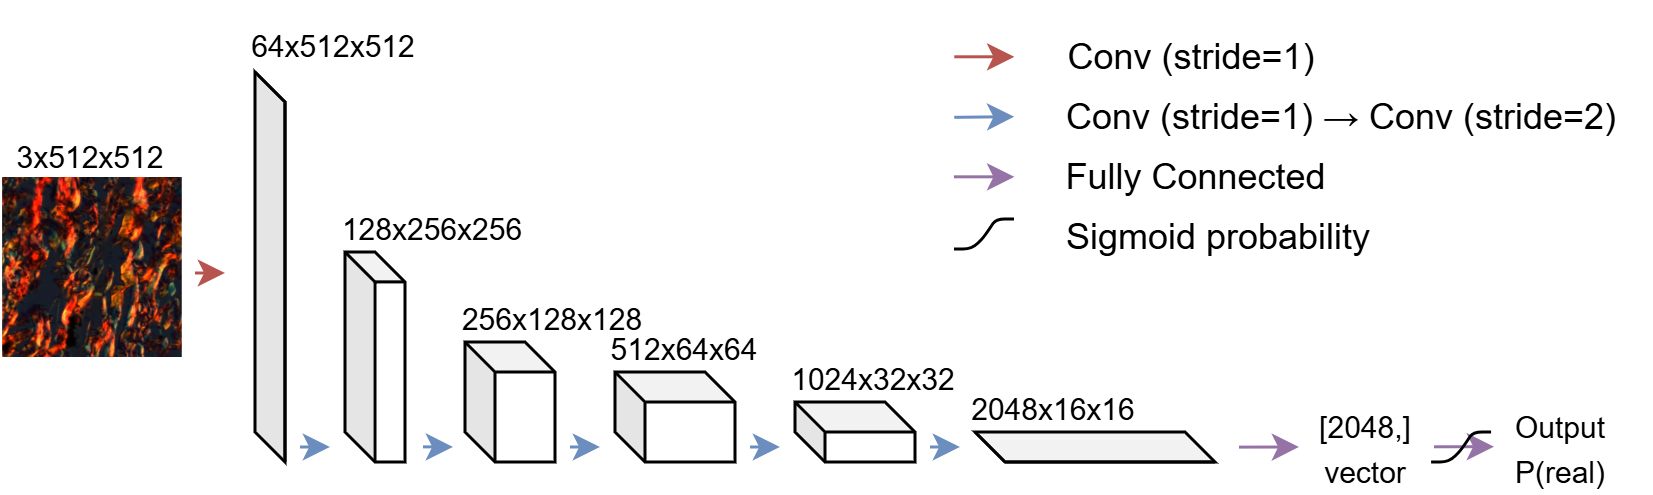 64x512x512
3x512x512
128x256x256
256x128x128
512x64x64
1024x32x32
2048x16x16
[2048,]
vector
Output
P(real)
Conv (stride=1)
Conv (stride=1) → Conv (stride=2)
Fully Connected
Sigmoid probability